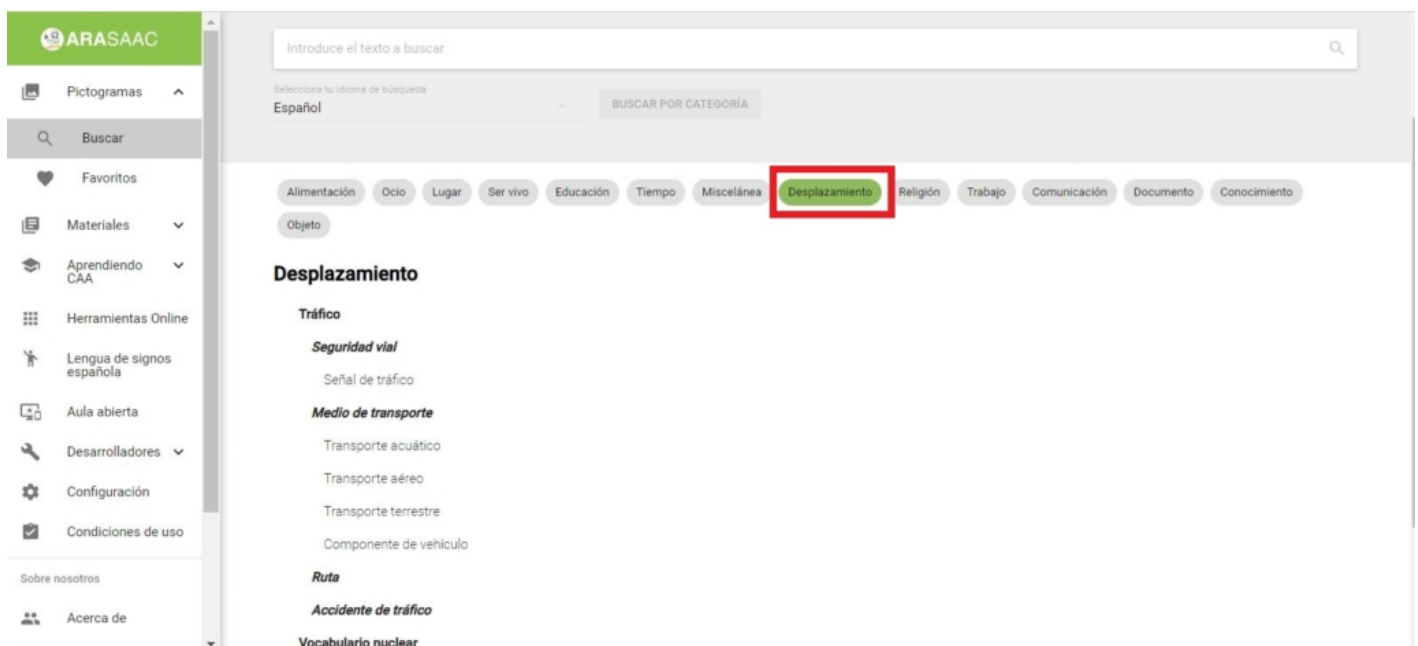 ARASAAC
Pictogramas
Buscar
Favoritos
Materiales
Aprendiendo
CAA
Herramientas Online
Lengua de signos
española
Aula abierta
Desarrolladores
Configuración
Condiciones de uso
Sobre nosotros
Acerca de
Introduce el texto a buscar
Selecciona tu idioma de búsqueda
Español
BUSCAR POR CATEGORÍA
Alimentación Ocio Lugar Ser vivo Educación Tiempo Miscelánea Desplazamiento Religión Trabajo Comunicación Documento Conocimiento
Objeto
Desplazamiento
Tráfico
Seguridad vial
Señal de tráfico
Medio de transporte
Transporte acuático
Transporte aéreo
Transporte terrestre
Componente de vehículo
Ruta
Accidente de tráfico
Vocabulario nuclear